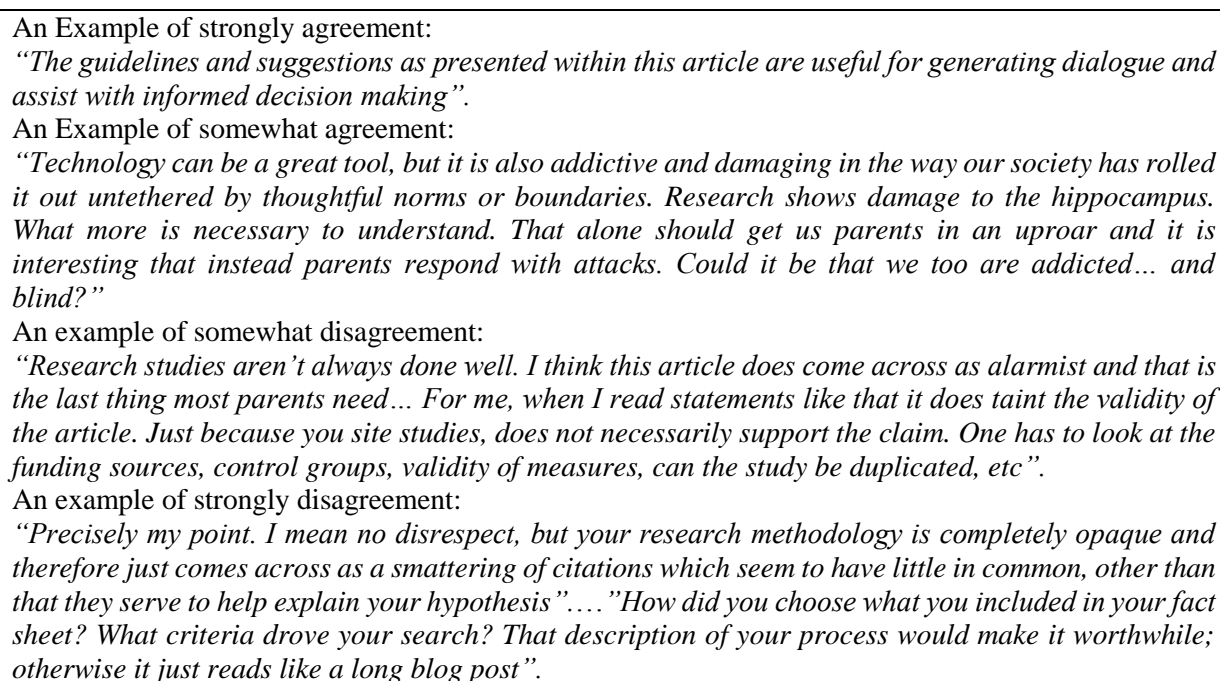 An Example of strongly agreement:
“The guidelines and suggestions as presented within this article are useful for generating dialogue and
assist with informed decision making”.
An Example of somewhat agreement:
“Technology can be a great tool, but it is also addictive and damaging in the way our society has rolled
it out untethered by thoughtful norms or boundaries. Research shows damage to the hippocampus.
What more is necessary to understand. That alone should get us parents in an uproar and it is
interesting that instead parents respond with attacks. Could it be that we too are addicted… and
blind?”
An example of somewhat disagreement:
“Research studies aren’t always done well. I think this article does come across as alarmist and that is
the last thing most parents need… For me, when I read statements like that it does taint the validity of
the article. Just because you site studies, does not necessarily support the claim. One has to look at the
funding sources, control groups, validity of measures, can the study be duplicated, etc”.
An example of strongly disagreement:
“Precisely my point. I mean no disrespect, but your research methodology is completely opaque and
therefore just comes across as a smattering of citations which seem to have little in common, other than
that they serve to help explain your hypothesis”….”How did you choose what you included in your fact
sheet? What criteria drove your search? That description of your process would make it worthwhile;
otherwise it just reads like a long blog post”.